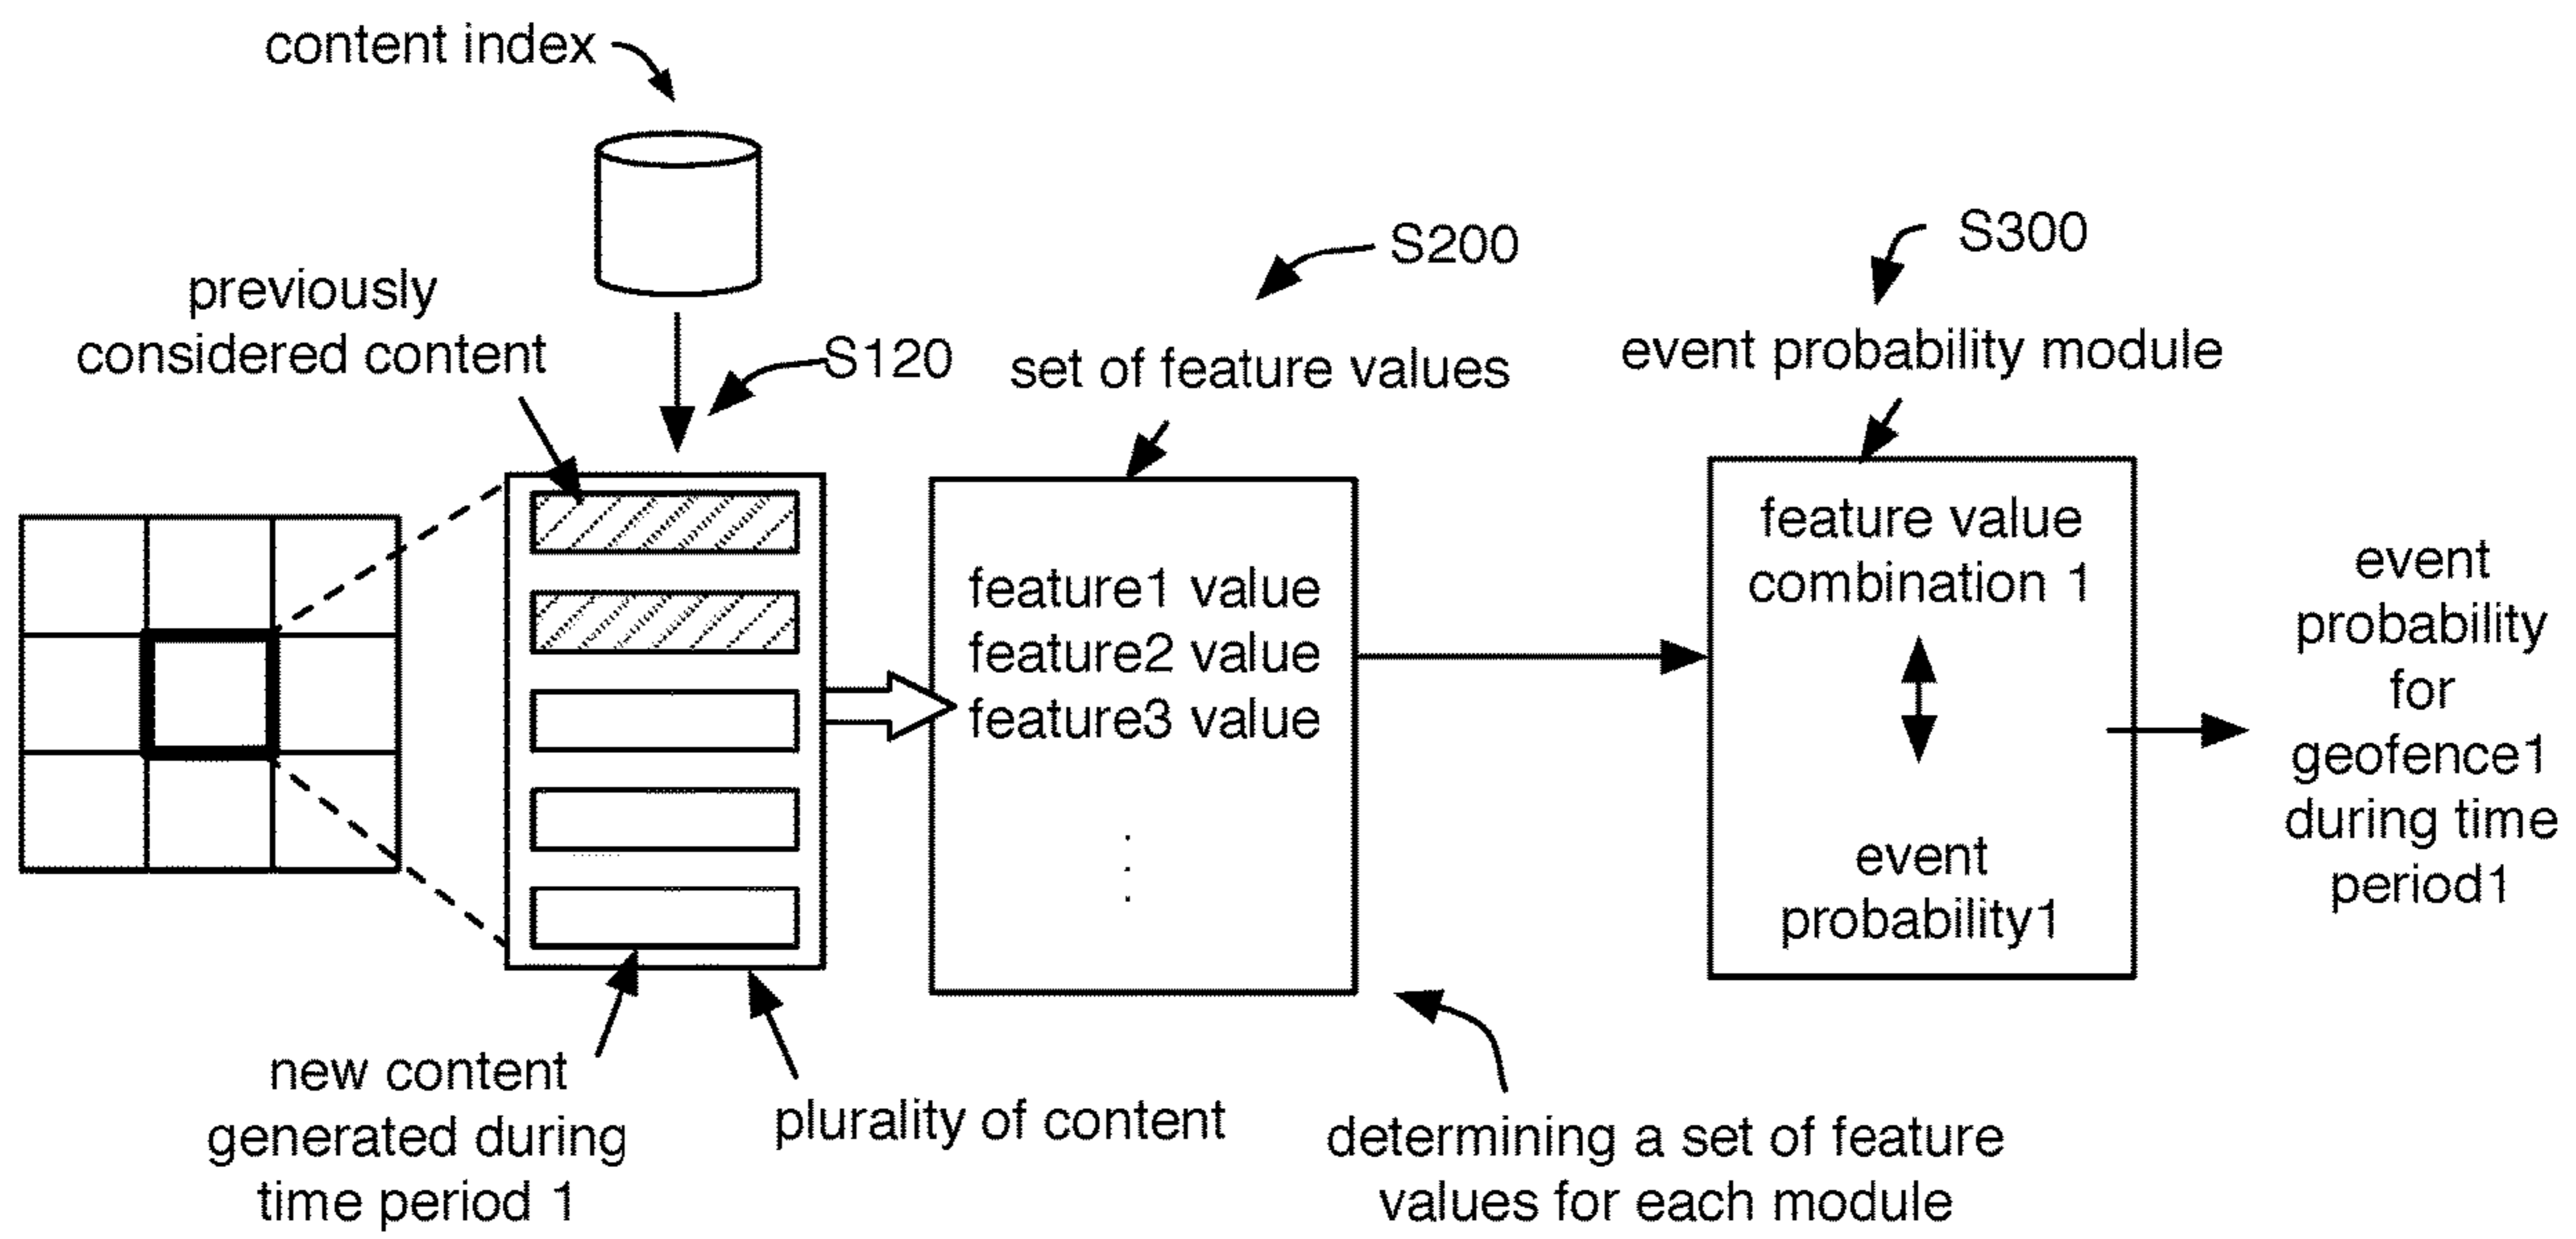 content index
previously
considered content
S120
S200
set of feature values
S300
event probability module
feature1 value
feature2 value
feature3 value
feature value
combination 1
event
probability1
event
probability
for
geofence1
during time
period1
new content
generated during
time period 1
plurality of content
determining a set of feature
values for each module